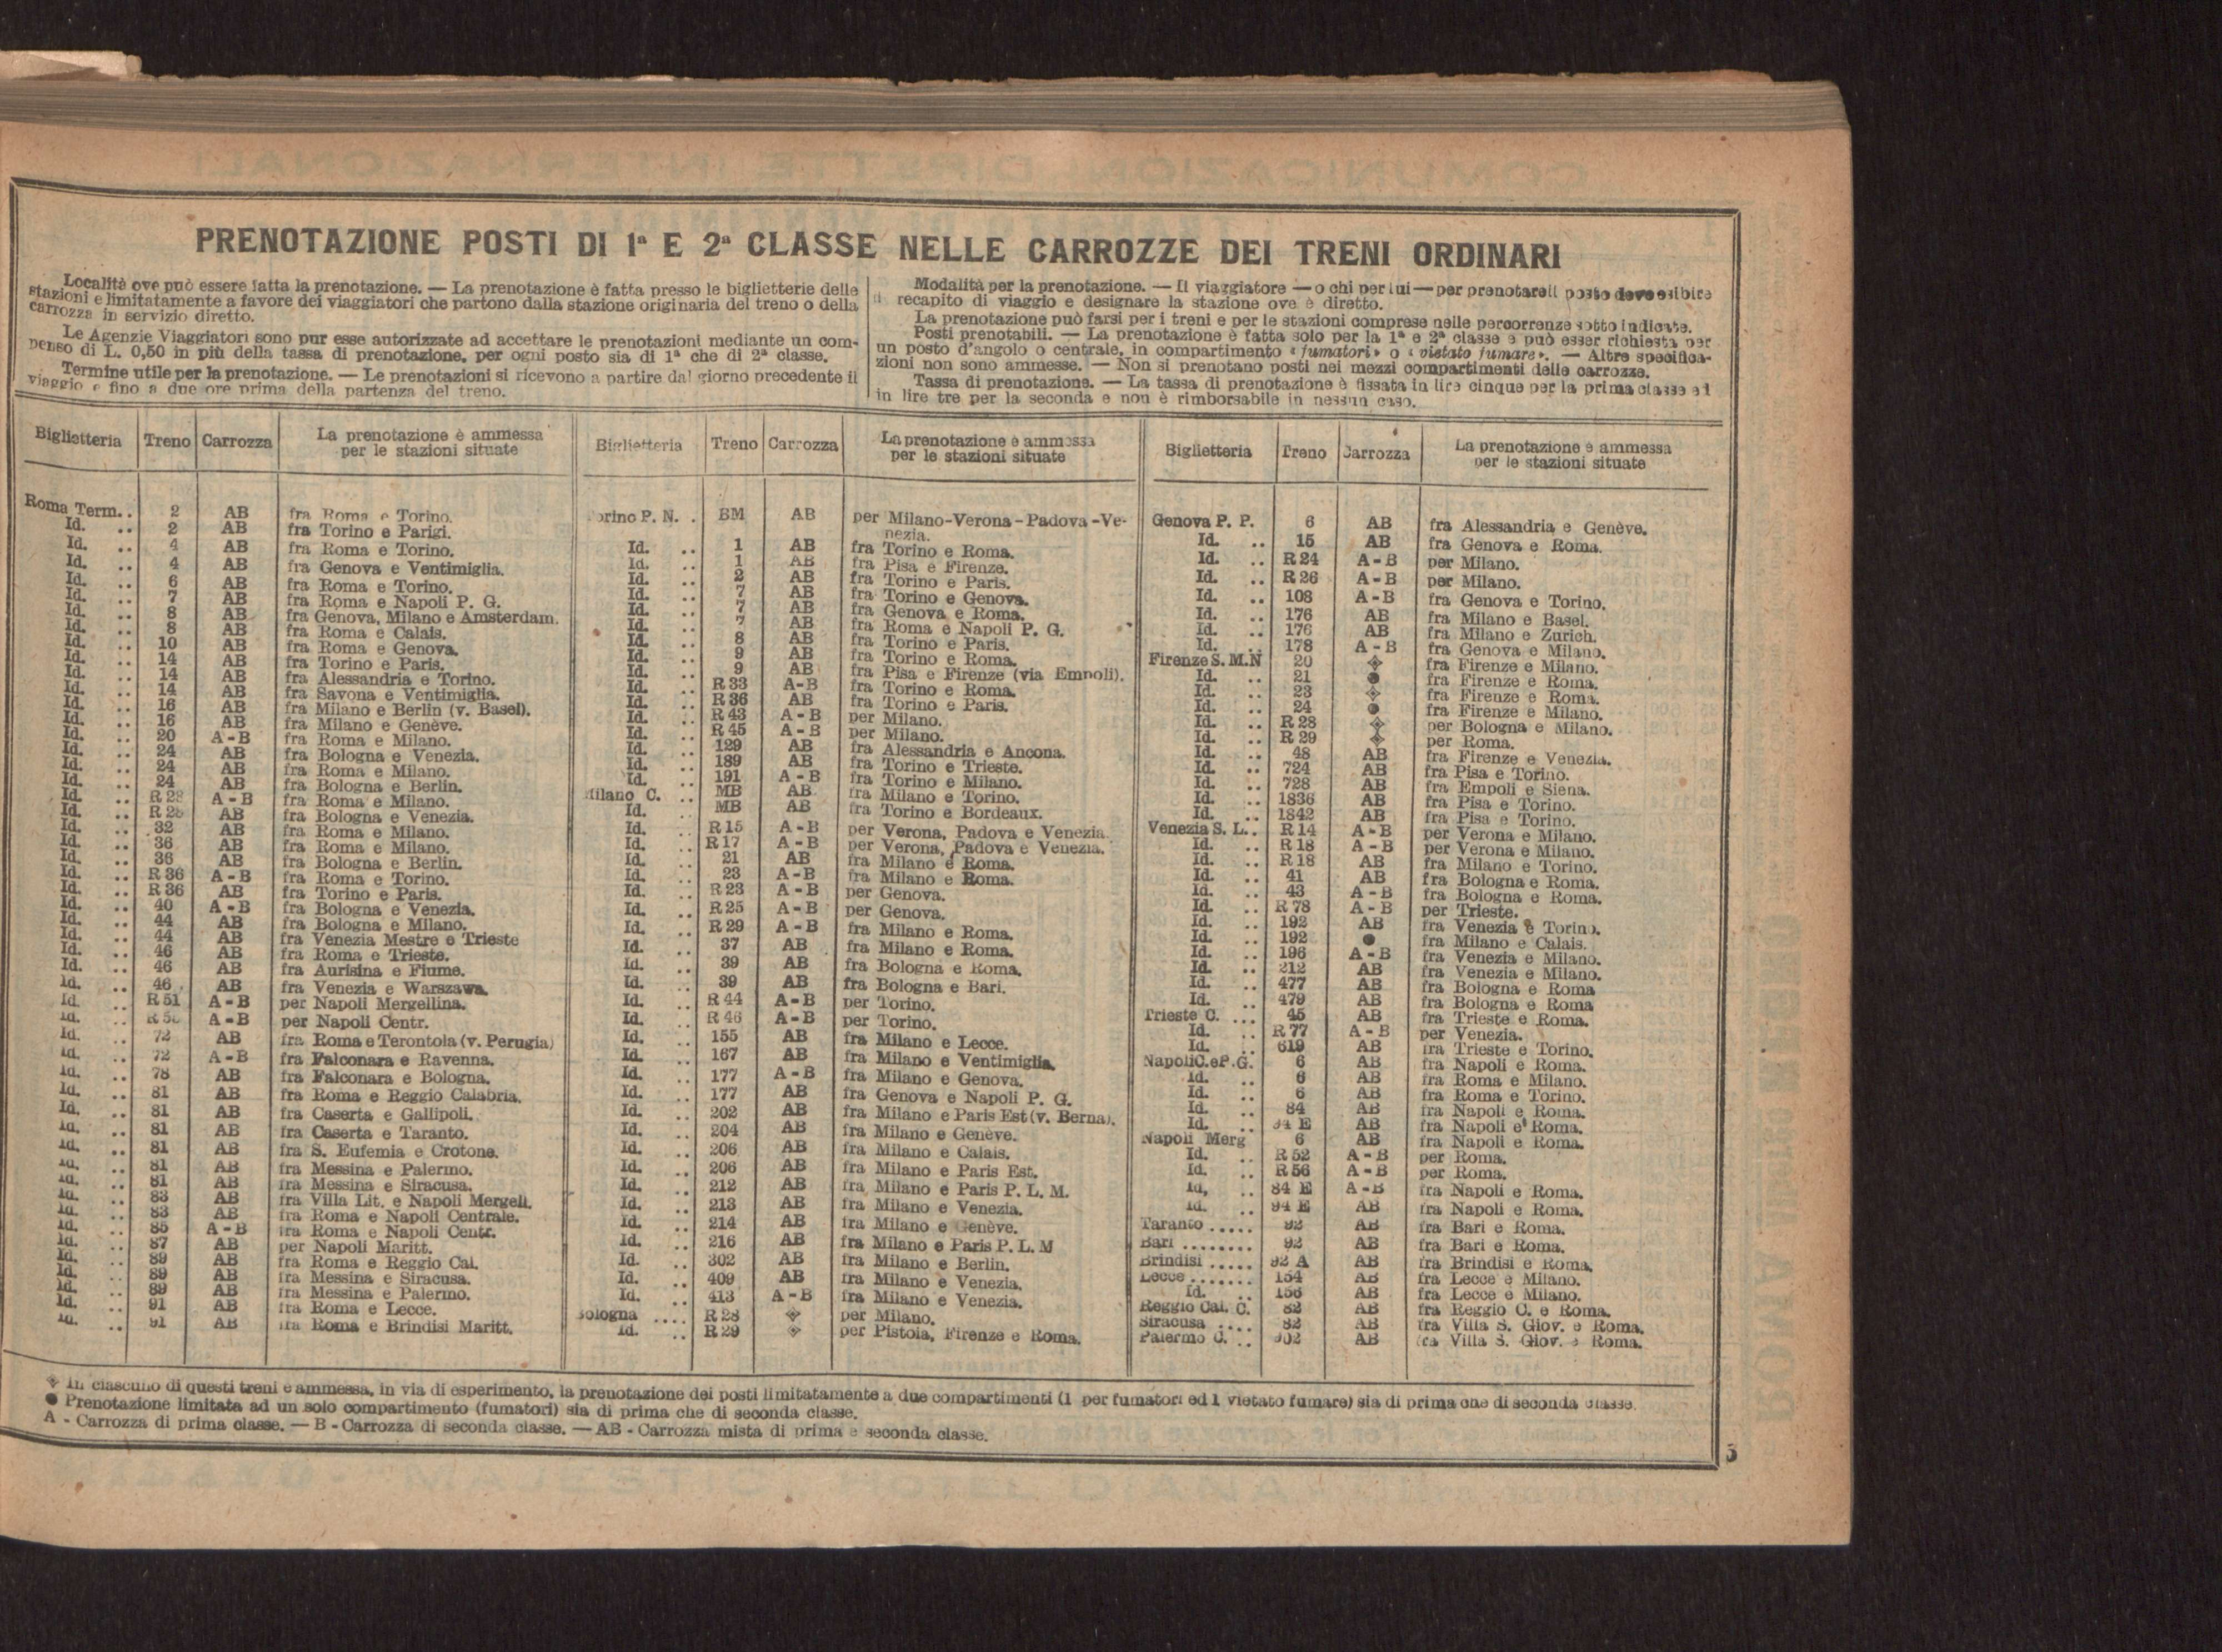 PRENOTAZIONE POSTI DI 1ª E 2ª CLASSE NELLE CARROZZE DEI TRENI ORDINARI
Località ove può essere fatta la prenotazione. — La prenotazione è fatta presso le biglietterie delle
stazioni e limitatamente a favore dei viaggiatori che partono dalla stazione originaria del treno o della
carrozza in servizio diretto.
Le Agenzie Viaggiatori sono pur esse autorizzate ad accettare le prenotazioni mediante un com-
penso di L. 0,50 in più della tassa di prenotazione, per ogni posto sia di 1ª che di 2ª classe.
Termine utile per la prenotazione. — Le prenotazioni si ricevono a partire dal giorno precedente il
viaggio e fino a due ore prima della partenza del treno.
Modalità per la prenotazione. — Il viaggiatore — o chi per lui — per prenotare il posto deve esibire
il recapito di viaggio e designare la stazione ove è diretto.
La prenotazione può farsi per i treni e per le stazioni comprese nelle percorrenze sotto indicate.
Posti prenotabili. — La prenotazione è fatta solo per la 1ª e 2ª classe e può esser richiesta per
un posto d'angolo o centrale, in compartimento « fumatori » o « vietato fumare ». — Altre specifica-
zioni non sono ammesse. — Non si prenotano posti nei mezzi compartimenti delle carrozze.
Tassa di prenotazione. — La tassa di prenotazione è fissata in lire cinque per la prima classe ed
in lire tre per la seconda e non è rimborsabile in nessun caso.
Biglietteria Treno Carrozza La prenotazione è ammessa
per le stazioni situate
Roma Term. . 2 AB fra Roma e Torino.
Id. . . 2 AB fra Torino e Parigi.
Id. . . 4 AB fra Roma e Torino.
Id. . . 4 AB fra Genova e Ventimiglia.
Id. . . 6 AB fra Roma e Torino.
Id. . . 7 AB fra Roma e Napoli P. G.
Id. . . 8 AB fra Genova, Milano e Amsterdam.
Id. . . 8 AB fra Roma e Calais.
Id. . . 10 AB fra Roma e Genova.
Id. . . 14 AB fra Torino e Paris.
Id. . . 14 AB fra Alessandria e Torino.
Id. . . 14 AB fra Savona e Ventimiglia.
Id. . . 16 AB fra Milano e Berlin (v. Basel).
Id. . . 16 AB fra Milano e Genève.
Id. . . 20 A - B fra Roma e Milano.
Id. . . 24 AB fra Bologna e Venezia.
Id. . . 24 AB fra Roma e Milano.
Id. . . 24 AB fra Bologna e Berlin.
Id. . . R 28 A - B fra Roma e Milano.
Id. . . R 28 AB fra Bologna e Venezia.
Id. . . 32 AB fra Roma e Milano.
Id. . . 36 AB fra Roma e Milano.
Id. . . 36 AB fra Bologna e Berlin.
Id. . . R 36 A - B fra Roma e Torino.
Id. . . R 36 AB fra Torino e Paris.
Id. . . 40 A - B fra Bologna e Venezia.
Id. . . 44 AB fra Bologna e Milano.
Id. . . 44 AB fra Venezia Mestre e Trieste
Id. . . 46 AB fra Roma e Trieste.
Id. . . 46 AB fra Aurisina e Fiume.
Id. . . 46 AB fra Venezia e Warszawa.
Id. . . R 51 A - B per Napoli Mergellina.
Id. . . A - B per Napoli Centr.
Id. . . 72 AB fra Roma e Terontola (v. Perugia)
Id. . . 72 A - B fra Falconara e Ravenna.
Id. . . 78 AB fra Falconara e Bologna.
Id. . . 81 AB fra Roma e Reggio Calabria.
Id. . . 81 AB fra Caserta e Gallipoli.
Id. . . 81 AB fra Caserta e Taranto.
Id. . . 81 AB fra S. Eufemia e Crotone.
Id. . . 81 AB fra Messina e Palermo.
Id. . . 81 AB fra Messina e Siracusa.
Id. . . 83 AB fra Villa Lit. e Napoli Mergell.
Id. . . 83 AB fra Roma e Napoli Centrale.
Id. . . 85 A - B fra Roma e Napoli Centr.
Id. . . 87 AB per Napoli Maritt.
Id. . . 89 AB fra Roma e Reggio Cal.
Id. . . 89 AB fra Messina e Siracusa.
Id. . . 89 AB fra Messina e Palermo.
Id. . . 91 AB fra Roma e Lecce.
Id. . . 91 AB fra Roma e Brindisi Maritt.
Biglietteria Treno Carrozza La prenotazione è ammessa
per le stazioni situate
Torino P. N. . BM AB per Milano-Verona-Padova-Ve-
nezia.
Id. . . 1 AB fra Torino e Roma.
Id. . . 1 AB fra Pisa e Firenze.
Id. . . 2 AB fra Torino e Paris.
Id. . . 7 AB fra Torino e Genova.
Id. . . 7 AB fra Genova e Roma.
Id. . . 7 AB fra Roma e Napoli P. G.
Id. . . 8 AB fra Torino e Paris.
Id. . . 9 AB fra Torino e Roma.
Id. . . 9 AB fra Pisa e Firenze (via Empoli).
Id. . . R 33 A - B fra Torino e Roma.
Id. . . R 36 AB fra Torino e Paris.
Id. . . R 43 A - B per Milano.
Id. . . R 45 A - B per Milano.
Id. . . 129 AB fra Alessandria e Ancona.
Id. . . 189 AB fra Torino e Trieste.
Id. . . 191 A - B fra Torino e Milano.
Milano C. . . MB AB fra Milano e Torino.
Id. . . MB AB fra Torino e Bordeaux.
Id. . . R 15 A - B per Verona, Padova e Venezia.
Id. . . R 17 A - B per Verona, Padova e Venezia.
Id. . . 21 AB fra Milano e Roma.
Id. . . 23 A - B fra Milano e Roma.
Id. . . R 23 A - B per Genova.
Id. . . R 25 A - B per Genova.
Id. . . R 29 A - B fra Milano e Roma.
Id. . . 37 AB fra Milano e Roma.
Id. . . 39 AB fra Bologna e Roma.
Id. . . 39 AB fra Bologna e Bari.
Id. . . R 44 A - B per Torino.
Id. . . R 46 A - B per Torino.
Id. . . 155 AB fra Milano e Lecce.
Id. . . 167 AB fra Milano e Ventimiglia.
Id. . . 177 A - B fra Milano e Genova.
Id. . . 177 AB fra Genova e Napoli P. G.
Id. . . 202 AB fra Milano e Paris Est (v. Berna).
Id. . . 204 AB fra Milano e Genève.
Id. . . 206 AB fra Milano e Calais.
Id. . . 206 AB fra Milano e Paris Est.
Id. . . 212 AB fra Milano e Paris P. L. M.
Id. . . 213 AB fra Milano e Venezia.
Id. . . 214 AB fra Milano e Genève.
Id. . . 216 AB fra Milano e Paris P. L. M
Id. . . 302 AB fra Milano e Berlin.
Id. . . 409 AB fra Milano e Venezia.
Id. . . 413 A - B fra Milano e Venezia.
Bologna . . . . R 28 ❖ per Milano.
Id. . . R 29 ❖ per Pistoia, Firenze e Roma.
Biglietteria Treno Carrozza La prenotazione è ammessa
per le stazioni situate
Genova P. P. 6 AB fra Alessandria e Genève.
Id. . . 15 AB fra Genova e Roma.
Id. . . R 24 A - B per Milano.
Id. . . R 26 A - B per Milano.
Id. . . 108 A - B fra Genova e Torino.
Id. . . 176 AB fra Milano e Basel.
Id. . . 176 AB fra Milano e Zurich.
Id. . . 178 A - B fra Genova e Milano.
Firenze S. M. N 20 ❖ fra Firenze e Milano.
Id. . . 21 ● fra Firenze e Roma.
Id. . . 23 ❖ fra Firenze e Roma.
Id. . . 24 ● fra Firenze e Milano.
Id. . . R 28 ❖ per Bologna e Milano.
Id. . . R 29 ❖ per Roma.
Id. . . 48 AB fra Firenze e Venezia.
Id. . . 724 AB fra Pisa e Torino.
Id. . . 728 AB fra Empoli e Siena.
Id. . . 1836 AB fra Pisa e Torino.
Id. . . 1842 AB fra Pisa e Torino.
Venezia S. L. . R 14 A - B per Verona e Milano.
Id. . . R 18 A - B per Verona e Milano.
Id. . . R 18 AB fra Milano e Torino.
Id. . . 41 AB fra Bologna e Roma.
Id. . . 43 A - B fra Bologna e Roma.
Id. . . R 78 A - B per Trieste.
Id. . . 192 AB fra Venezia e Torino.
Id. . . 192 ● fra Milano e Calais.
Id. . . 196 A - B fra Venezia e Milano.
Id. . . 212 AB fra Venezia e Milano.
Id. . . 477 AB fra Bologna e Roma
Id. . . 479 AB fra Bologna e Roma
Trieste C. . . . 45 AB fra Trieste e Roma.
Id. . . R 77 A - B per Venezia.
Id. . . 619 AB fra Trieste e Torino.
Napoli C. e P. G. 6 AB fra Napoli e Roma.
Id. . . 6 AB fra Roma e Milano.
Id. . . 6 AB fra Roma e Torino.
Id. . . 84 AB fra Napoli e Roma.
Id. . . 94 E AB fra Napoli e Roma.
Napoli Merg 6 AB fra Napoli e Roma.
Id. . . R 52 A - B per Roma.
Id. . . R 56 A - B per Roma.
Id. . . 84 E A - B fra Napoli e Roma.
Id. . . 94 E AB fra Napoli e Roma.
Taranto . . . . . 92 AB fra Bari e Roma.
Bari . . . . . . . . 92 AB fra Bari e Roma.
Brindisi . . . . . 92 A AB fra Brindisi e Roma.
Lecce . . . . . . . 154 AB fra Lecce e Milano.
Id. . . 156 AB fra Lecce e Milano.
Reggio Cal. C. 82 AB fra Reggio C. e Roma.
Siracusa . . . . 82 AB fra Villa S. Giov. e Roma.
Palermo C. . . 902 AB fra Villa S. Giov. e Roma.
❖ In ciascuno di questi treni è ammessa, in via di esperimento, la prenotazione dei posti limitatamente a due compartimenti (1 per fumatori ed 1 vietato fumare) sia di prima che di seconda classe.
● Prenotazione limitata ad un solo compartimento (fumatori) sia di prima che di seconda classe.
A - Carrozza di prima classe. — B - Carrozza di seconda classe. — AB - Carrozza mista di prima e seconda classe.